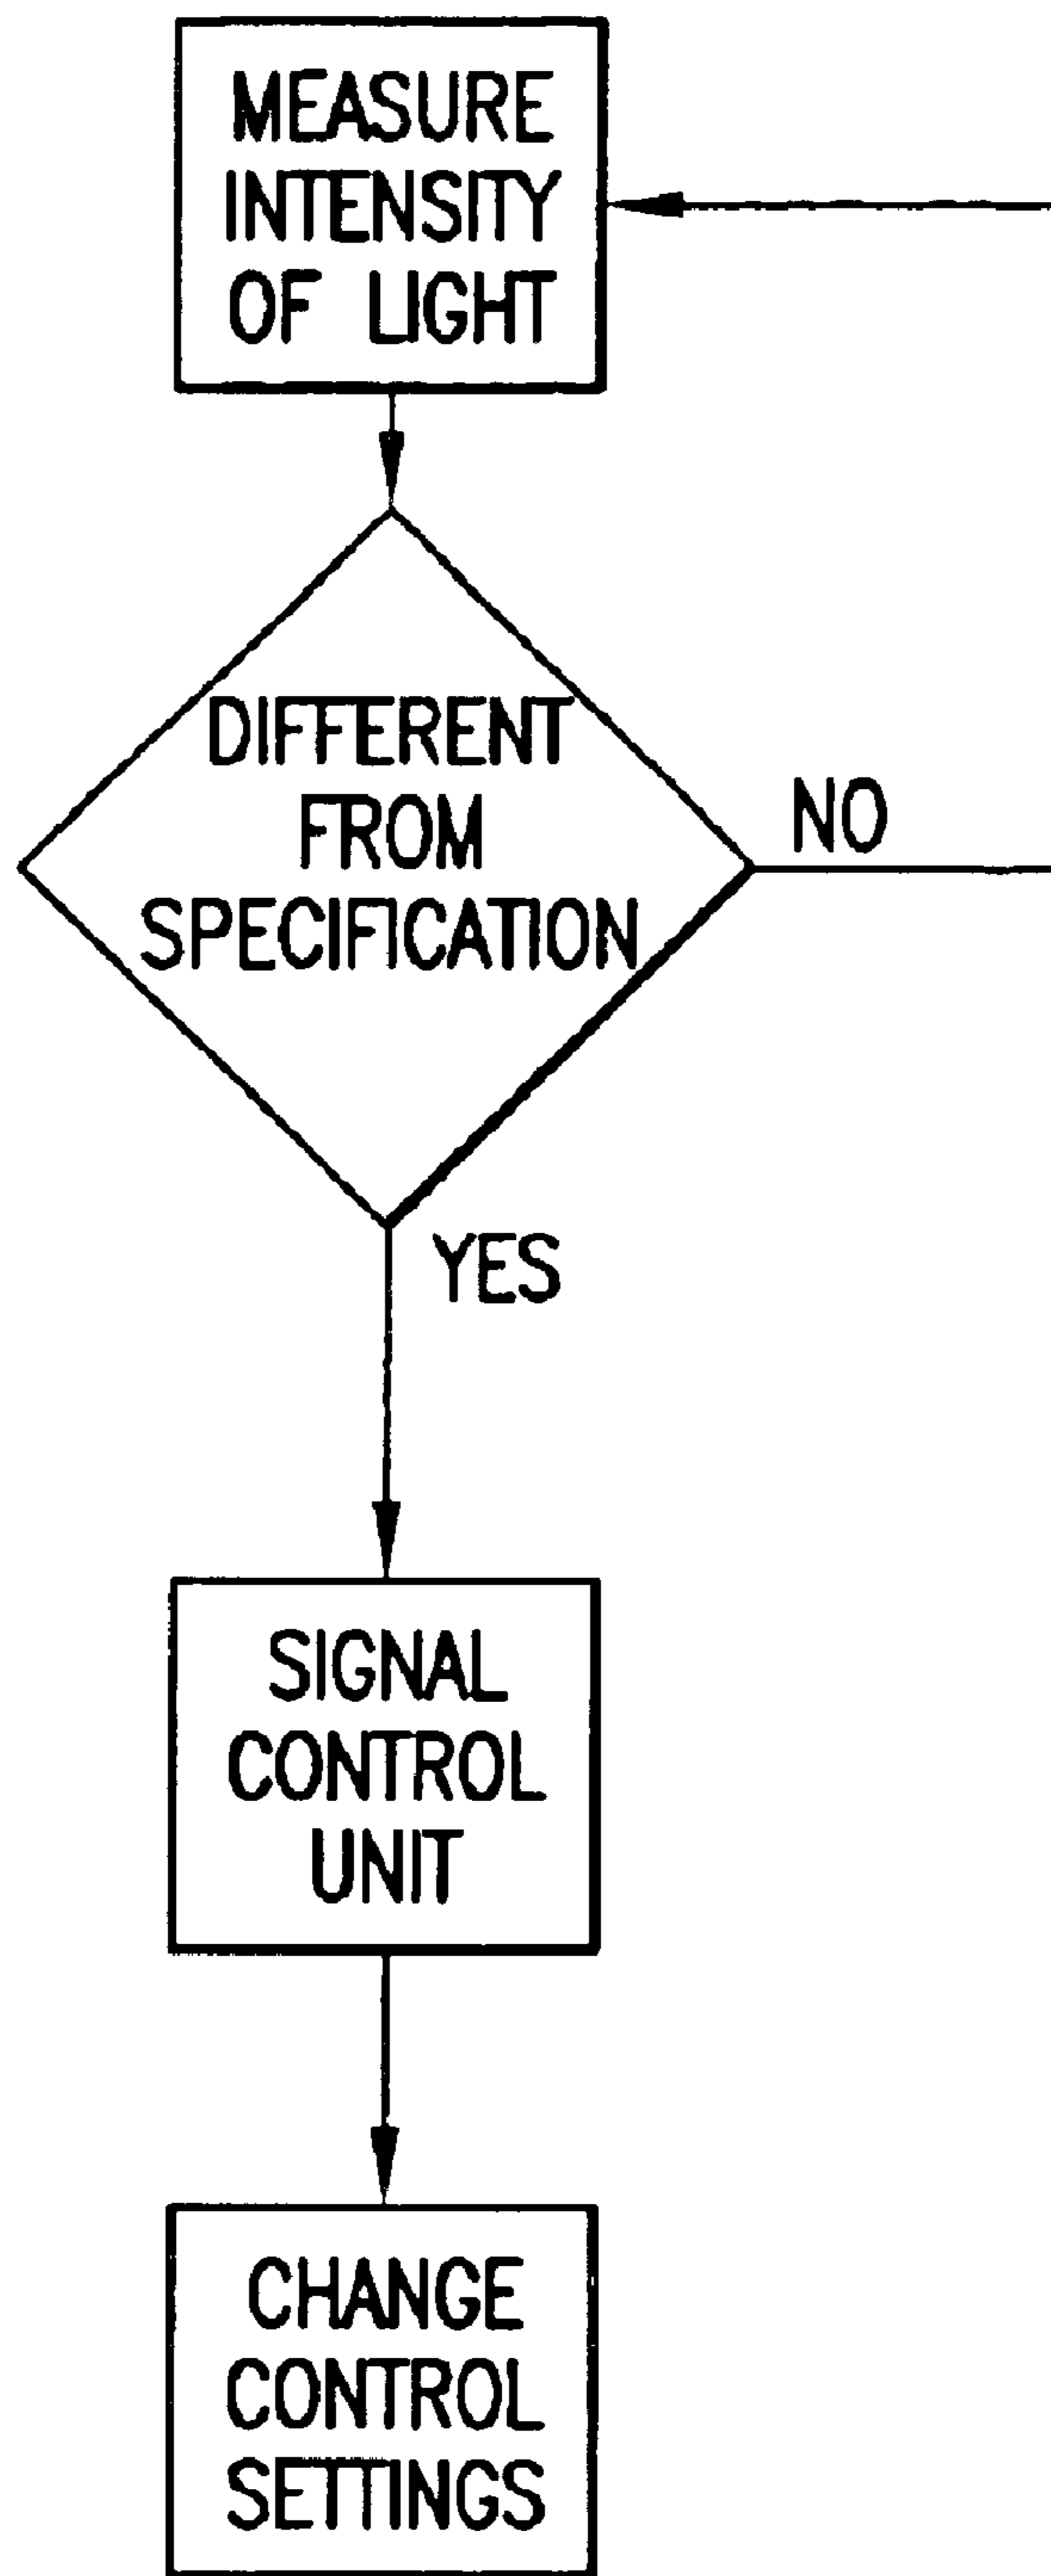 MEASURE
INTENSITY
OF LIGHT
DIFFERENT
FROM
SPECIFICATION
NO
YES
SIGNAL
CONTROL
UNIT
CHANGE
CONTROL
SETTINGS